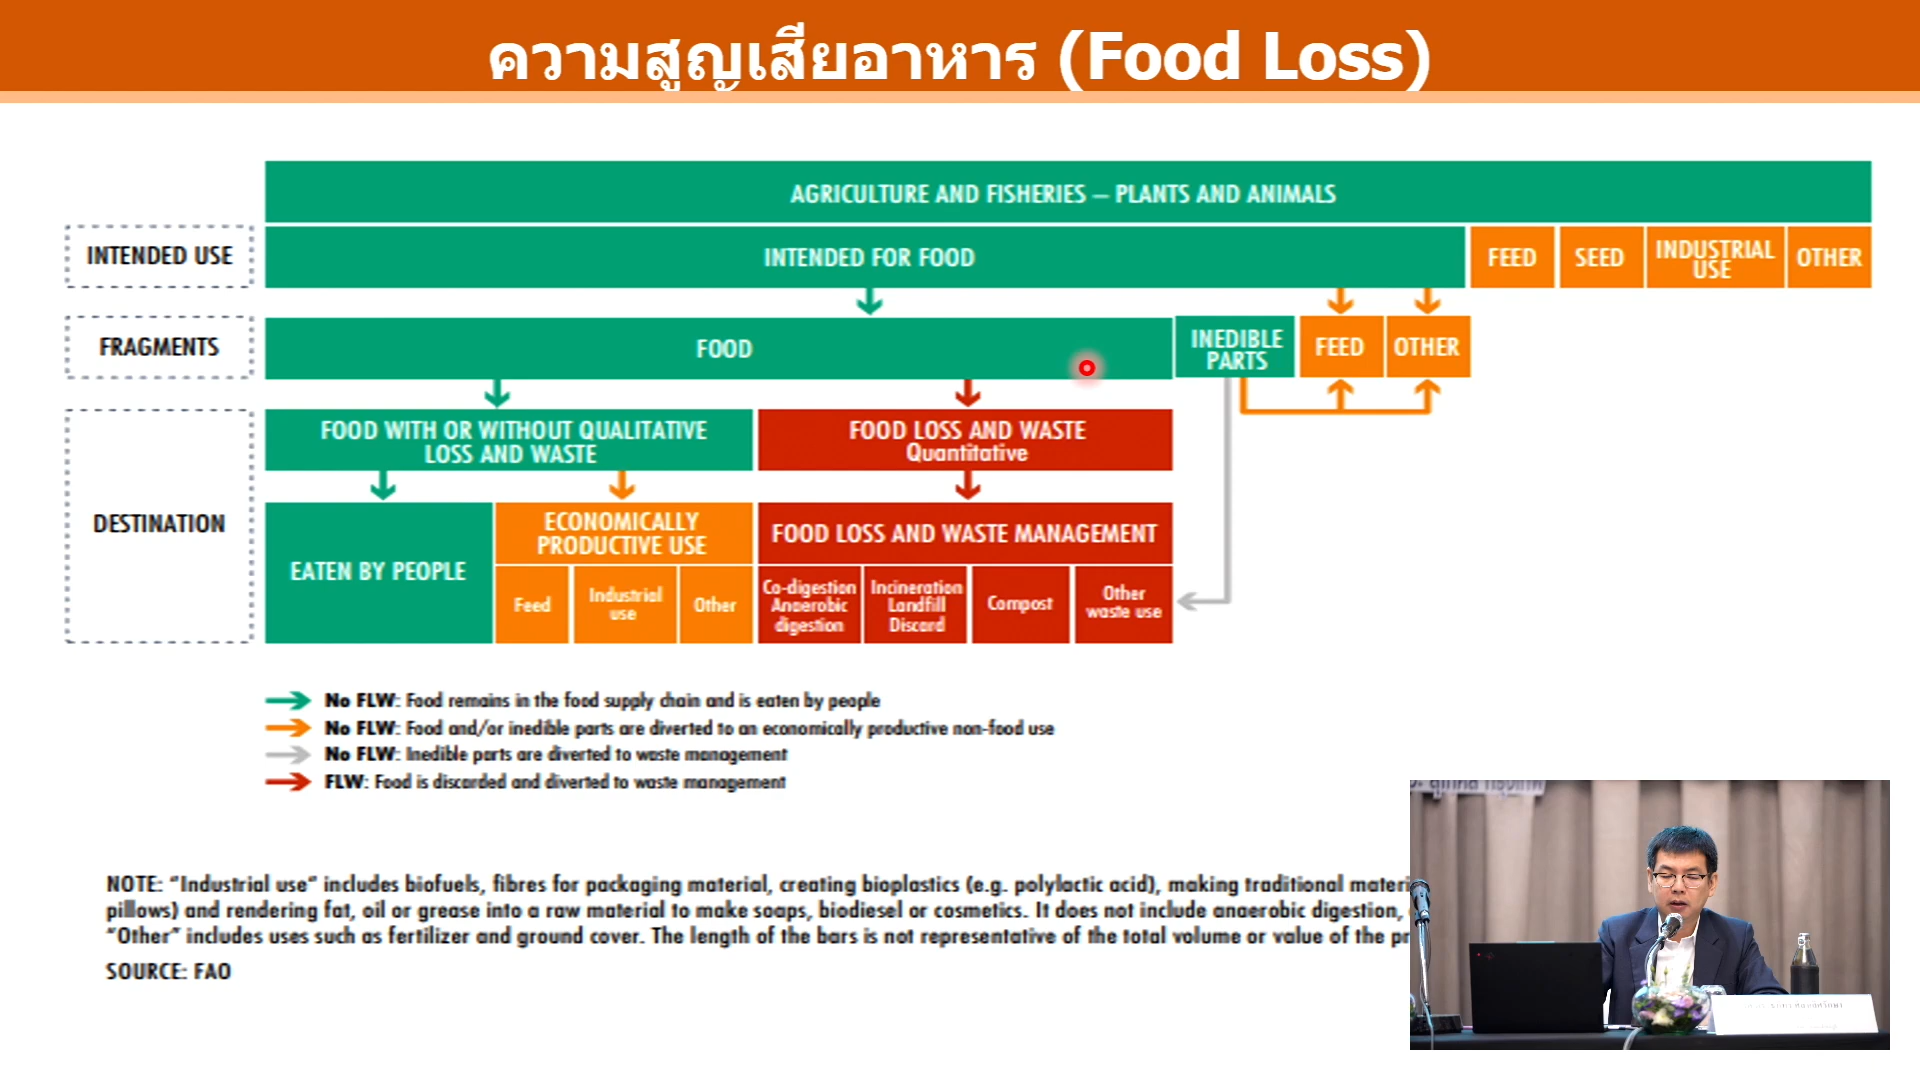 ความสูญเสียอาหาร (Food Loss)
AGRICULTURE AND FISHERIES – PLANTS AND ANIMALS
INTENDED USE
INTENDED FOR FOOD
FEED
SEED
INDUSTRIAL
USE
OTHER
FRAGMENTS
FOOD
INEDIBLE
PARTS
FEED
OTHER
DESTINATION
FOOD WITH OR WITHOUT QUALITATIVE
LOSS AND WASTE
FOOD LOSS AND WASTE
Quantitative
EATEN BY PEOPLE
ECONOMICALLY
PRODUCTIVE USE
FOOD LOSS AND WASTE MANAGEMENT
Feed
Industrial
use
Other
Co-digestion
Anaerobic
digestion
Incineration
Landfill
Discard
Compost
Other
waste use
No FLW: Food remains in the food supply chain and is eaten by people
No FLW: Food and/or inedible parts are diverted to an economically productive non-food use
No FLW: Inedible parts are diverted to waste management
FLW: Food is discarded and diverted to waste management
NOTE: “Industrial use” includes biofuels, fibres for packaging material, creating bioplastics (e.g. polylactic acid), making traditional materi
pillows) and rendering fat, oil or grease into a raw material to make soaps, biodiesel or cosmetics. It does not include anaerobic digestion,
“Other” includes uses such as fertilizer and ground cover. The length of the bars is not representative of the total volume or value of the pr
SOURCE: FAO